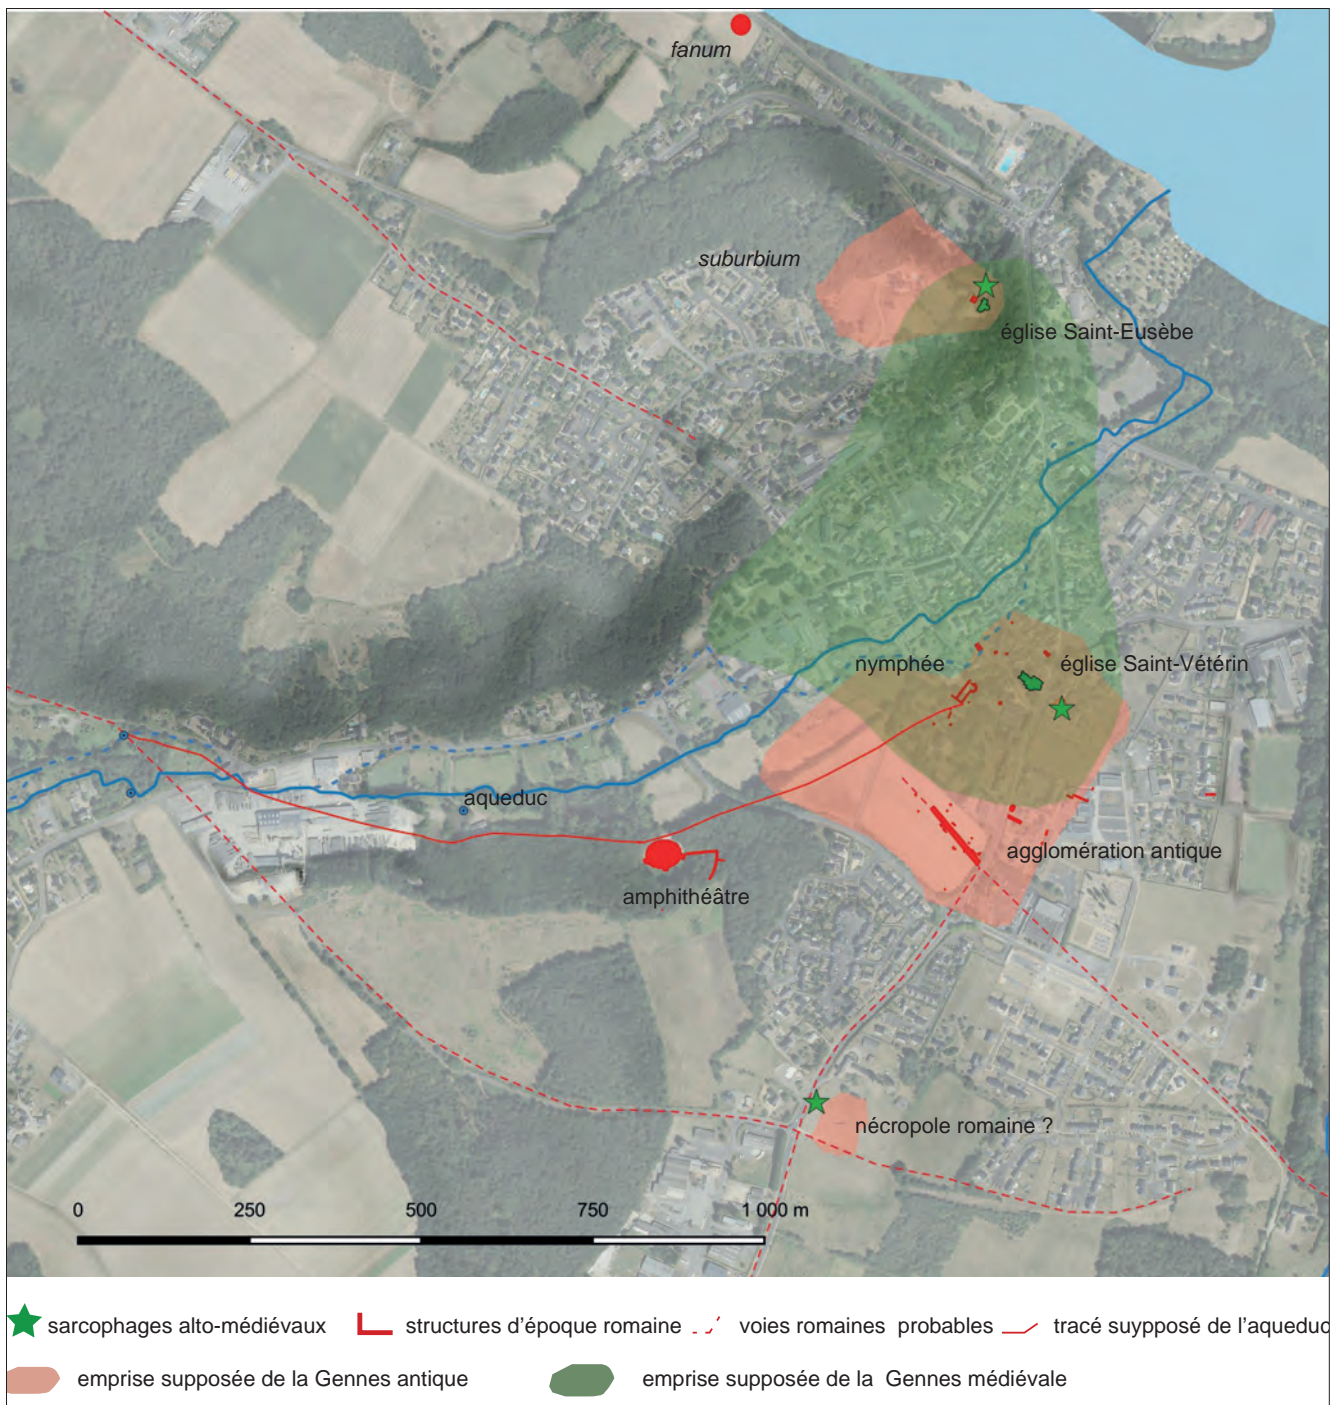 fanum
suburbium
église Saint-Eusèbe
nymphée
église Saint-Vétérin
aqueduc
agglomération antique
amphithéâtre
nécropole romaine ?
0 250 500 750 1 000 m
sarcophages alto-médiévaux structures d'époque romaine voies romaines probables tracé suypposé de l'aqueduc
emprise supposée de la Gennes antique emprise supposée de la Gennes médiévale